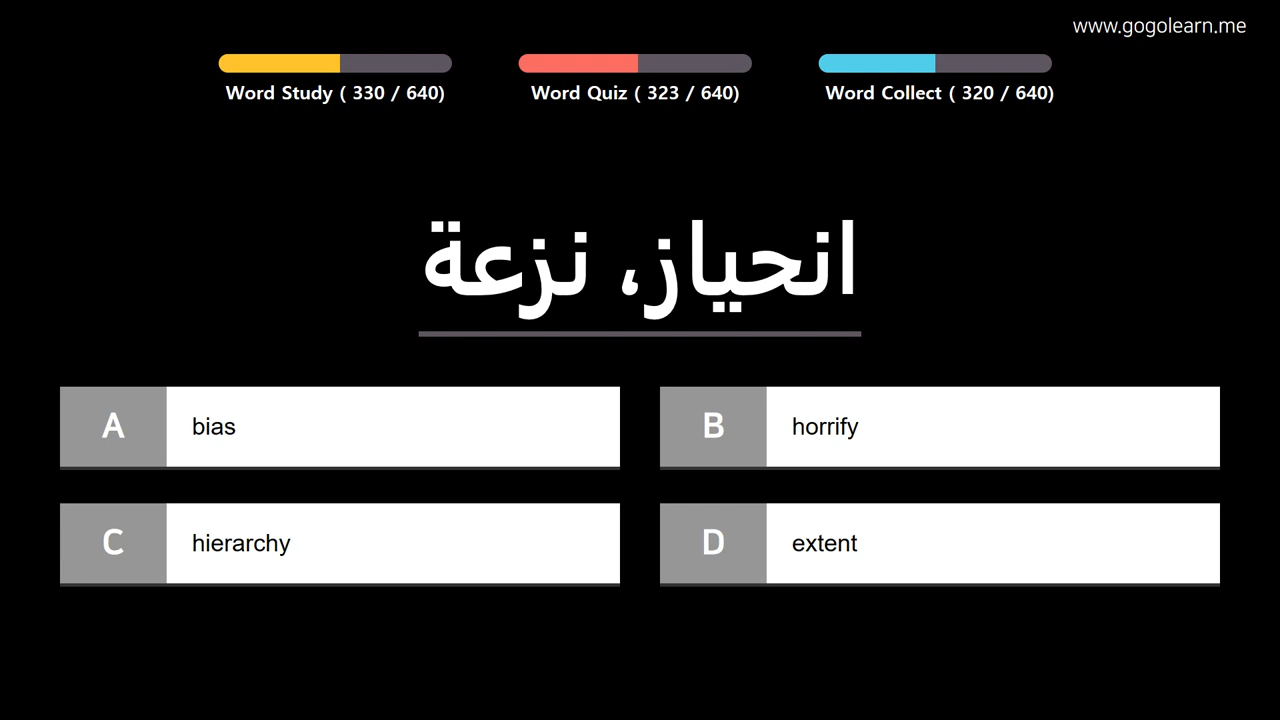 www.gogolearn.me
Word Study ( 330 / 640)
Word Quiz ( 323 / 640)
Word Collect ( 320 / 640)
انحياز، نزعة
A bias
B horrify
C hierarchy
D extent